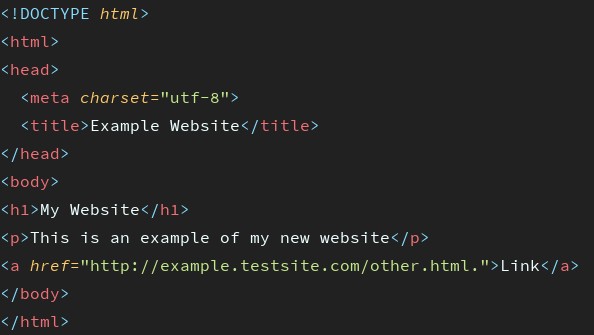 <!DOCTYPE html>
<html>
<head>
  <meta charset="utf-8">
  <title>Example Website</title>
</head>
<body>
<h1>My Website</h1>
<p>This is an example of my new website</p>
<a href="http://example.testsite.com/other.html.">Link</a>
</body>
</html>